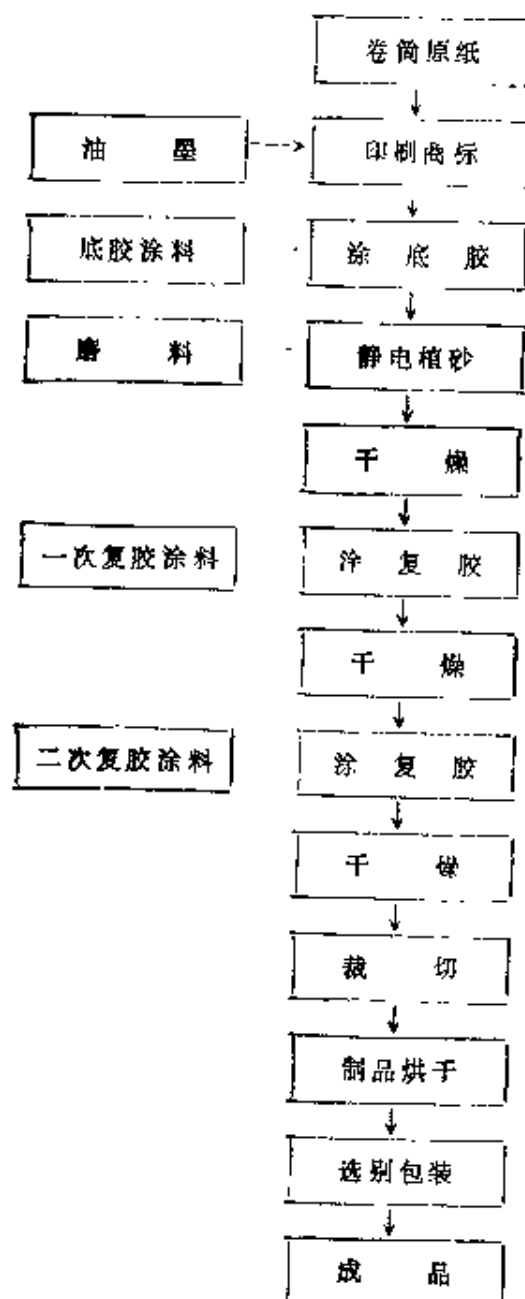 卷筒原纸
油 墨 印刷商标
底胶涂料 涂 底 胶
磨 料 静电植砂
干 燥
一次复胶涂料 涂 复 胶
干 燥
二次复胶涂料 涂 复 胶
干 燥
裁 切
制品烘干
选别包装
成 品